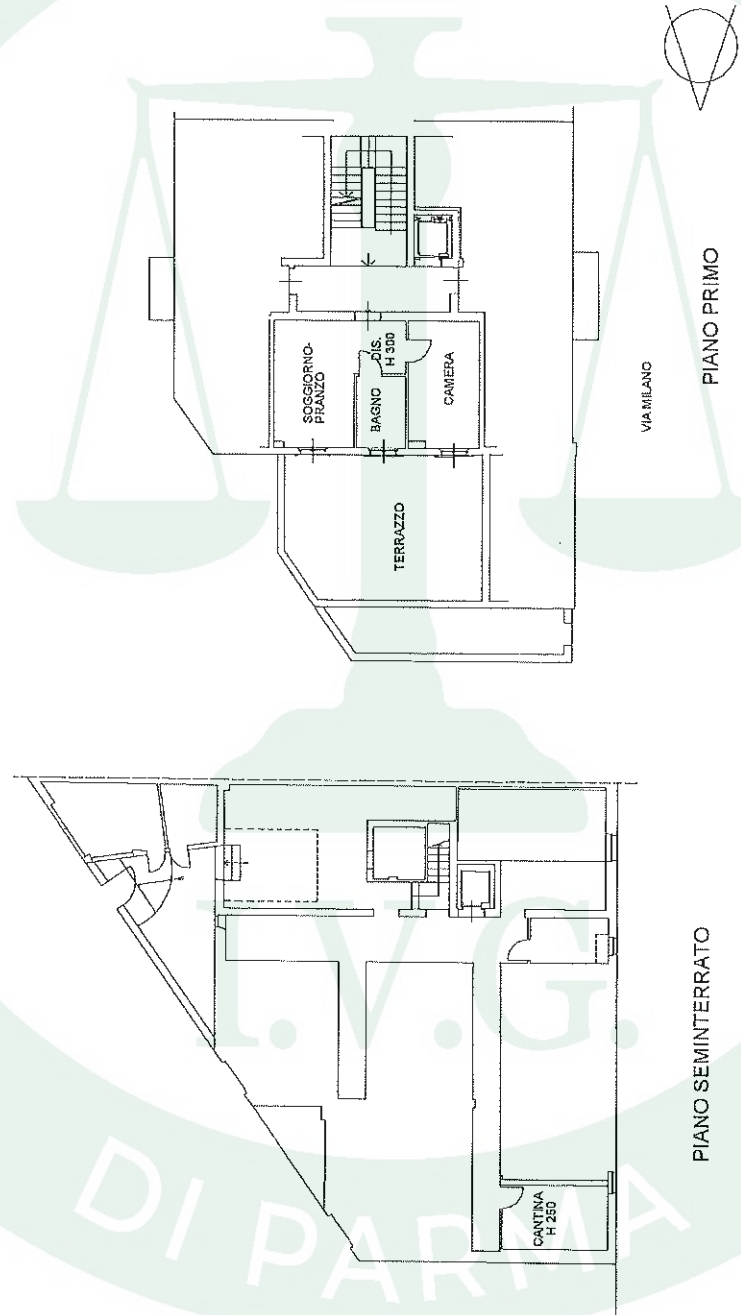 SOGGIORNO-
PRANZO
BAGNO
DIS.
H 300
CAMERA
TERRAZZO
VIA MILANO
PIANO PRIMO
CANTINA
H 250
PIANO SEMINTERRATO
I.V.G.
DI PARMA